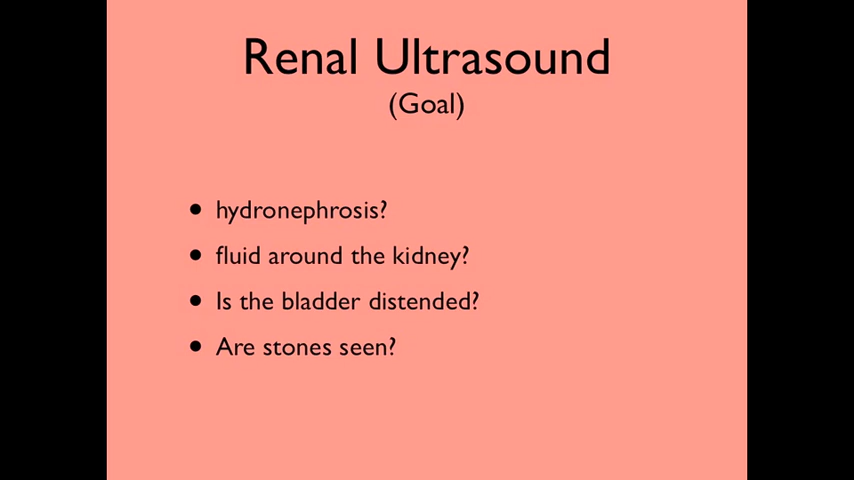 Renal Ultrasound
(Goal)
• hydronephrosis?
• fluid around the kidney?
• Is the bladder distended?
• Are stones seen?